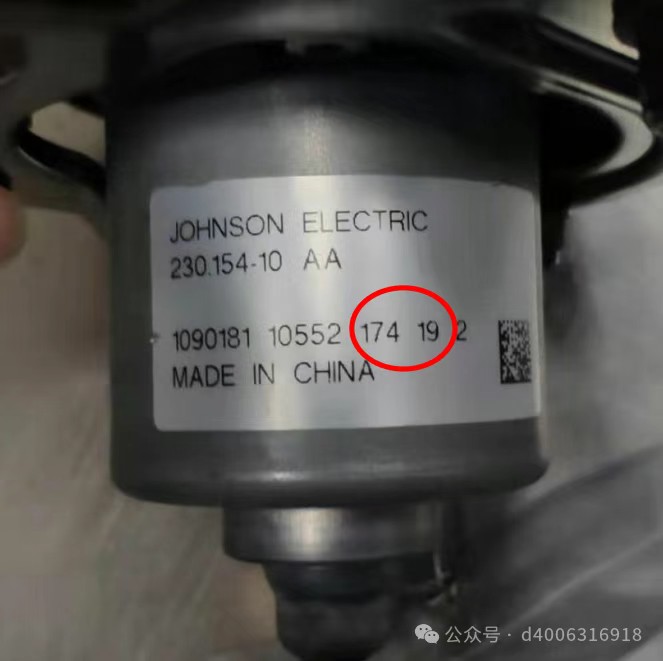 JOHNSON ELECTRIC
230.154-10 AA
1090181 10552 174 19 2
MADE IN CHINA
公众号 · d4006316918